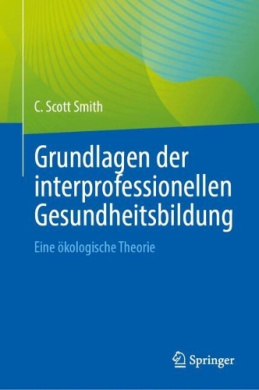 C. Scott Smith
Grundlagen der
interprofessionellen
Gesundheitsbildung
Eine ökologische Theorie
Springer